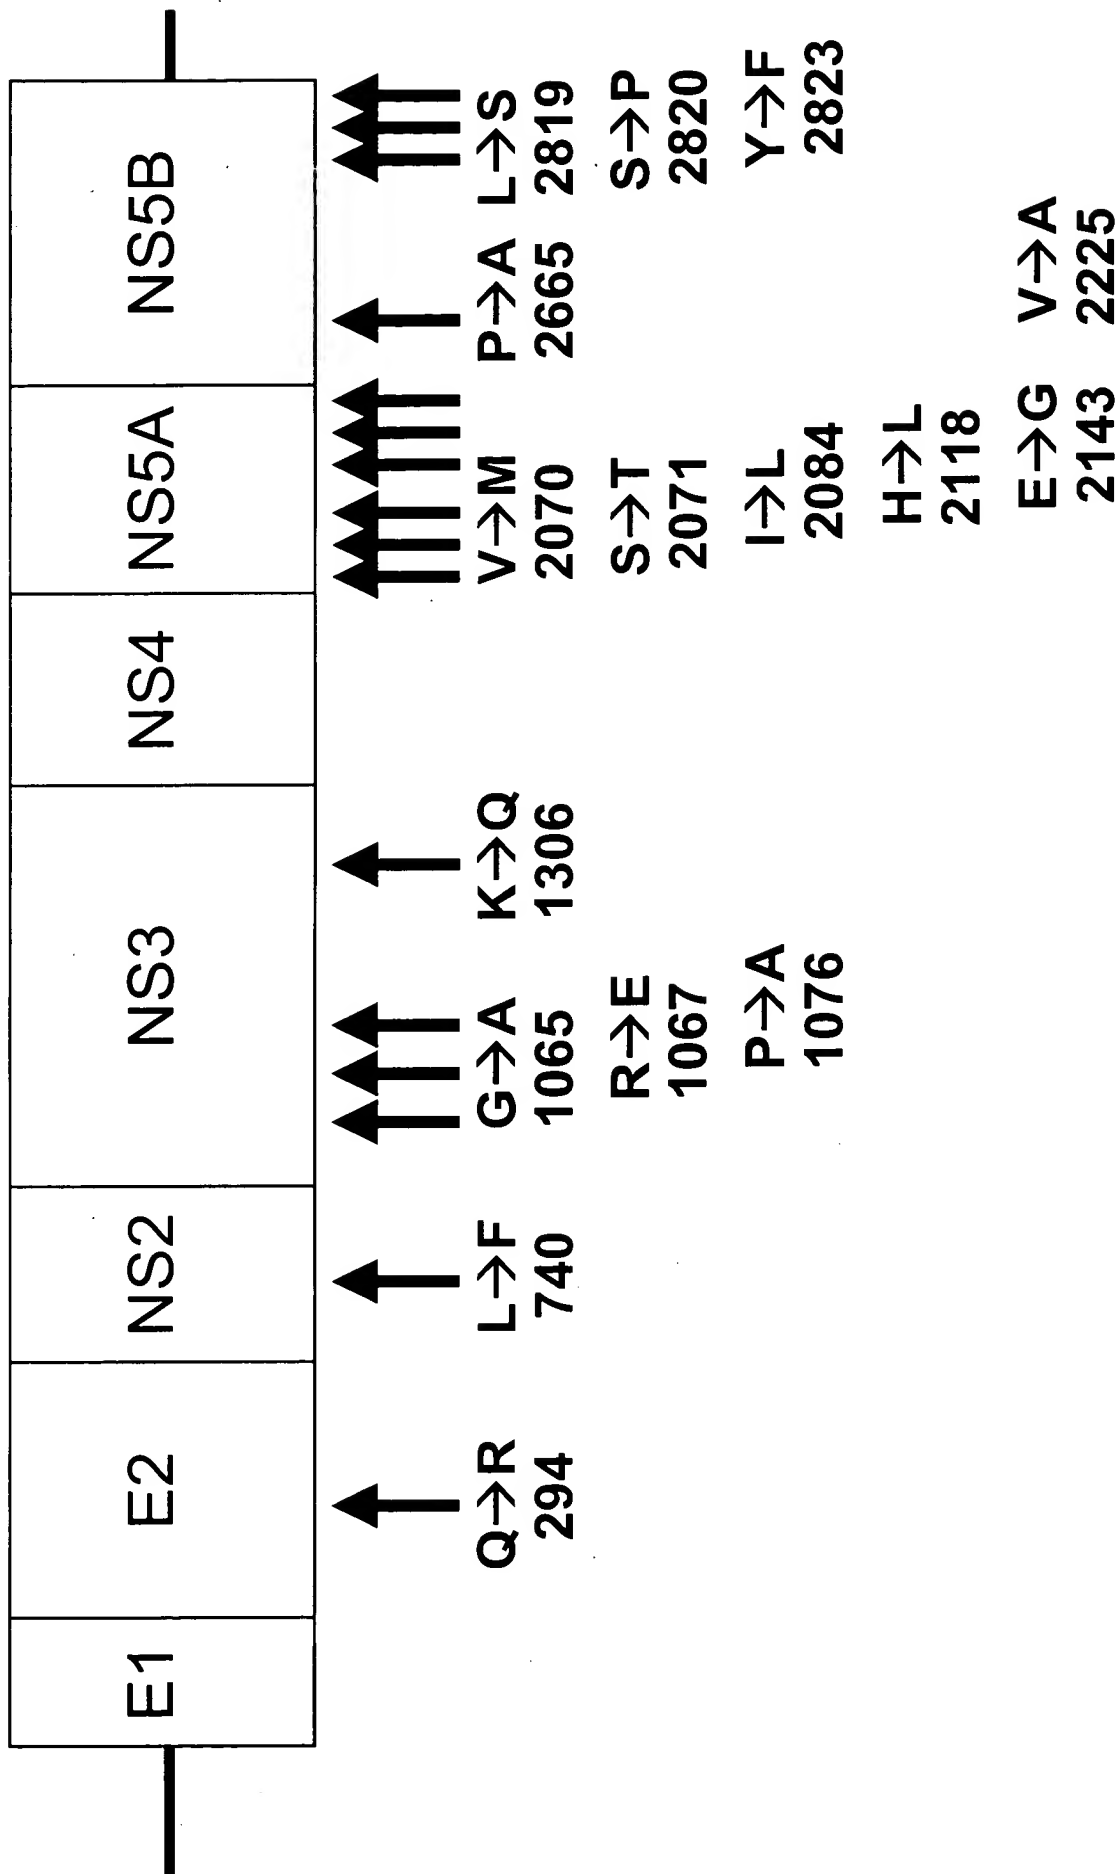 E1 E2 NS2 NS3 NS4 NS5A NS5B
Q→R L→F G→A K→Q V→M P→A L→S
294 740 1065 1306 2070 2665 2819
R→E S→T S→P
1067 2071 2820
P→A I→L Y→F
1076 2084 2823
H→L
2118
E→G V→A
2143 2225